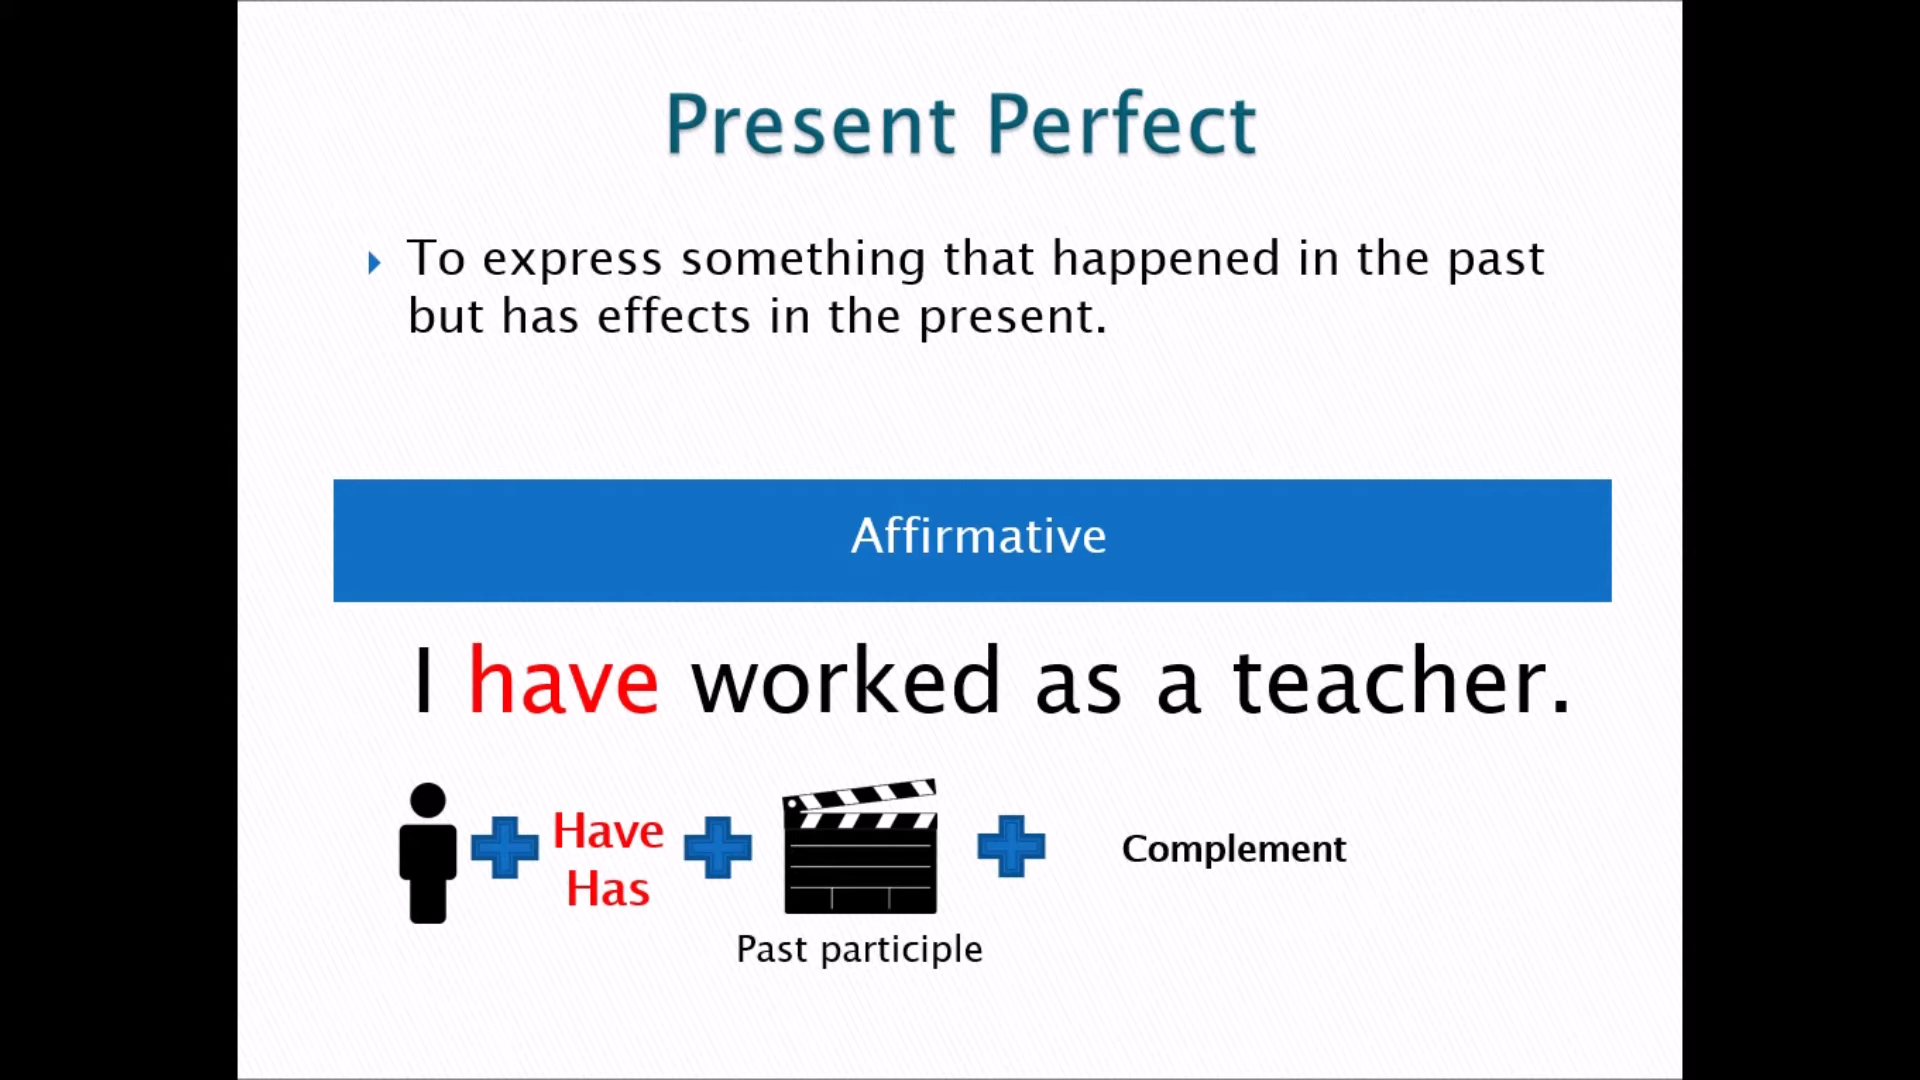 Present Perfect
To express something that happened in the past
but has effects in the present.
Affirmative
I have worked as a teacher.
Have
Has
Complement
Past participle